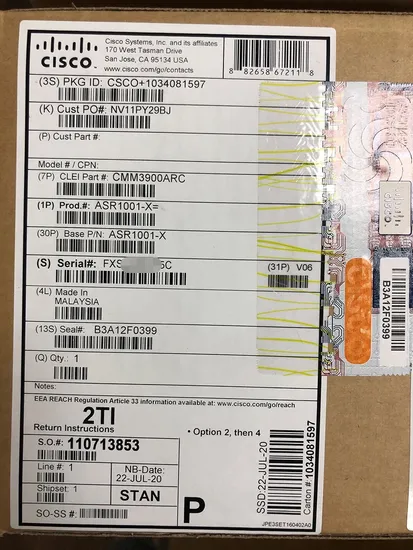 CISCO
Cisco Systems, Inc. and its affiliates
170 West Tasman Drive
San Jose, CA 95134 USA
www.cisco.com/go/contacts
8 82658 67211 8
(3S) PKG ID: CSCO+1034081597
(K) Cust PO#: NV11PY29BJ
(P) Cust Part#:
Model # / CPN:
(7P) CLEI Part#: CMM3900ARC
(1P) Prod.#: ASR1001-X=
(30P) Base P/N: ASR1001-X
(S) Serial#: FXS 5C
(31P) V06
(4L) Made In
MALAYSIA
(13S) Seal#: B3A12F0399
(Q) Qty.: 1
Notes:
EEA REACH Regulation Article 33 information available at: www.cisco.com/go/reach
2TI
Return Instructions
• Option 2, then 4
S.O.#: 110713853
Line #: 1
NB-Date:
22-JUL-20
Shipset: 1
STAN
SO-SS #:
P
SSD:22-JUL-20
Carton # 1034081597
JPE3SET160402A0
CISCO
B3A12F0399